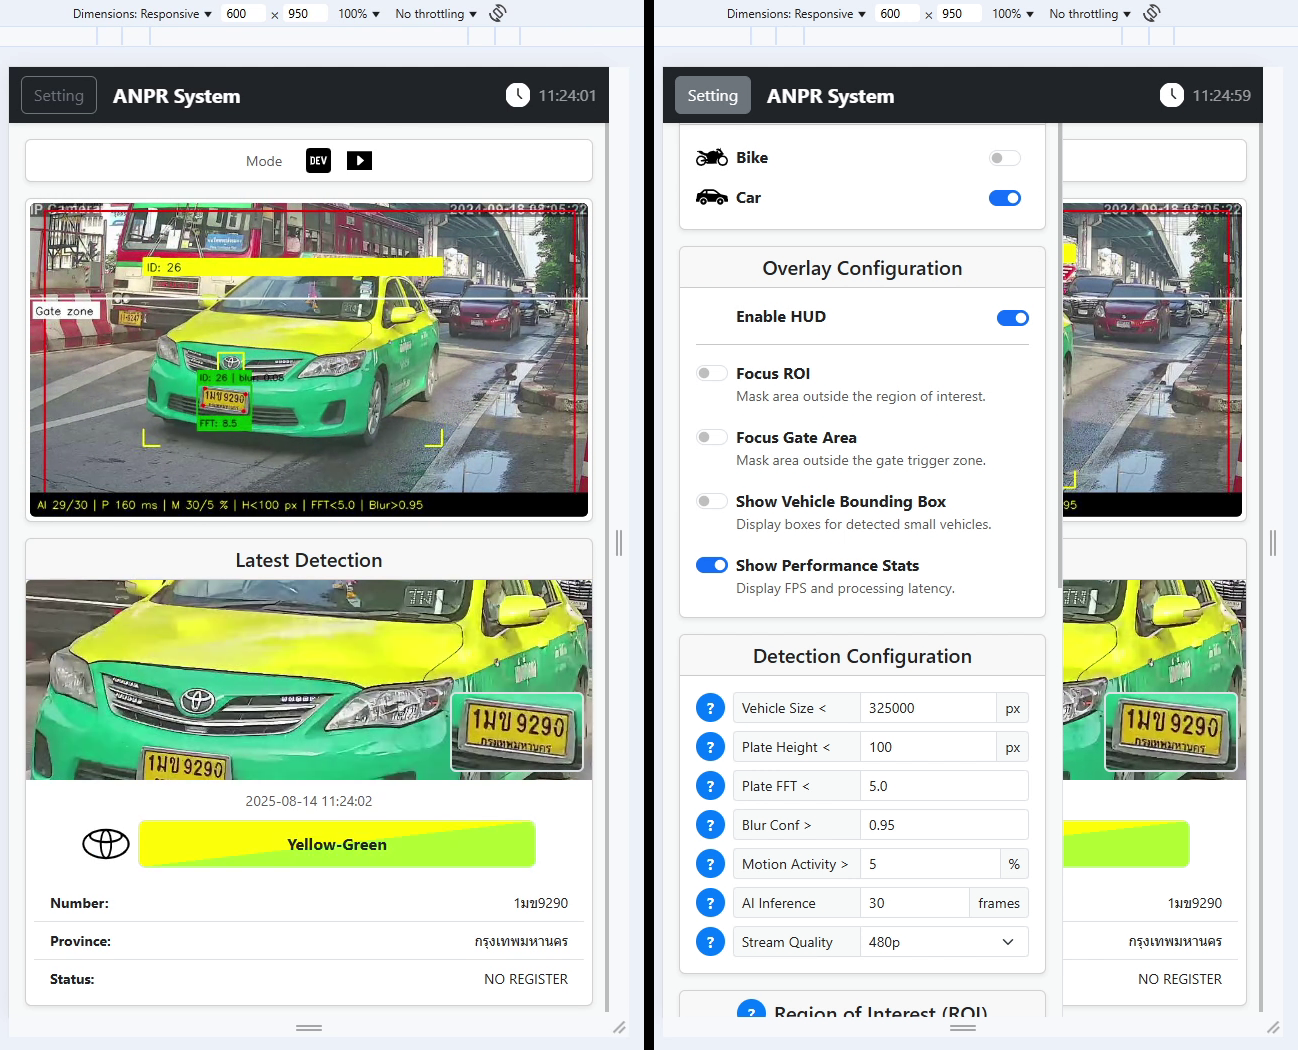 Dimensions: Responsive ▼ 600 × 950 100% ▼ No throttling ▼
Setting ANPR System 11:24:01
Mode DEV
IP Camera 2024-09-18 08:05:22
ID: 26
Gate zone
ID: 26 | blur: 0.05
1มข 9290
FFT: 8.5
AI 29/30 | P 160 ms | M 30/5 % | H<100 px | FFT<5.0 | Blur>0.95
Latest Detection
1มข 9290
1มข 9290
กรุงเทพมหานคร
2025-08-14 11:24:02
Yellow-Green
Number: 1มข9290
Province: กรุงเทพมหานคร
Status: NO REGISTER
Dimensions: Responsive ▼ 600 × 950 100% ▼ No throttling ▼
Setting ANPR System 11:24:59
Bike
Car
Overlay Configuration
Enable HUD
Focus ROI
Mask area outside the region of interest.
Focus Gate Area
Mask area outside the gate trigger zone.
Show Vehicle Bounding Box
Display boxes for detected small vehicles.
Show Performance Stats
Display FPS and processing latency.
Detection Configuration
? Vehicle Size < 325000 px
? Plate Height < 100 px
? Plate FFT < 5.0
? Blur Conf > 0.95
? Motion Activity > 5 %
? AI Inference 30 frames
? Stream Quality 480p
? Region of Interest (ROI)
2024-09-18 08:05:22
95
1มข 9290
กรุงเทพมหานคร
1มข9290
กรุงเทพมหานคร
NO REGISTER